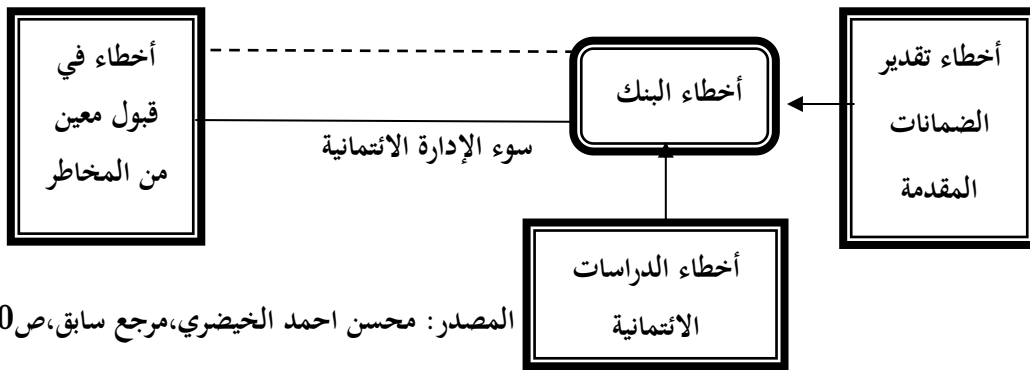 أخطاء تقدير
الضمانات
المقدمة
أخطاء البنك
أخطاء في
قبول معين
من المخاطر
سوء الإدارة الائتمانية
أخطاء الدراسات
الائتمانية
المصدر: محسن احمد الخيضري،مرجع سابق،ص0